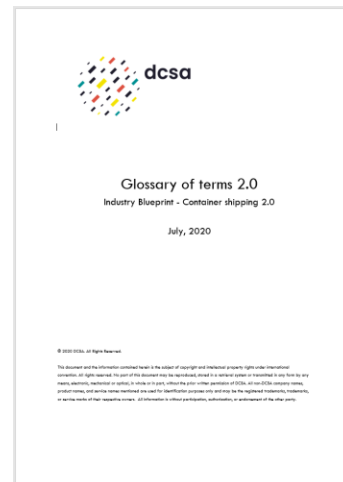 dcsa
Glossary of terms 2.0
Industry Blueprint - Container shipping 2.0
July, 2020
© 2020 DCSA. All Rights Reserved.
This document and the information contained herein is the subject of copyright and intellectual property rights under international
convention. All rights reserved. No part of this document may be reproduced, stored in a retrieval system or transmitted in any form by any
means, electronic, mechanical or optical, in whole or in part, without the prior written permission of DCSA. All non-DCSA company names,
product names, and service names mentioned are used for identification purposes only and may be the registered trademarks, trademarks,
or service marks of their respective owners. All information is without participation, authorization, or endorsement of the other party.